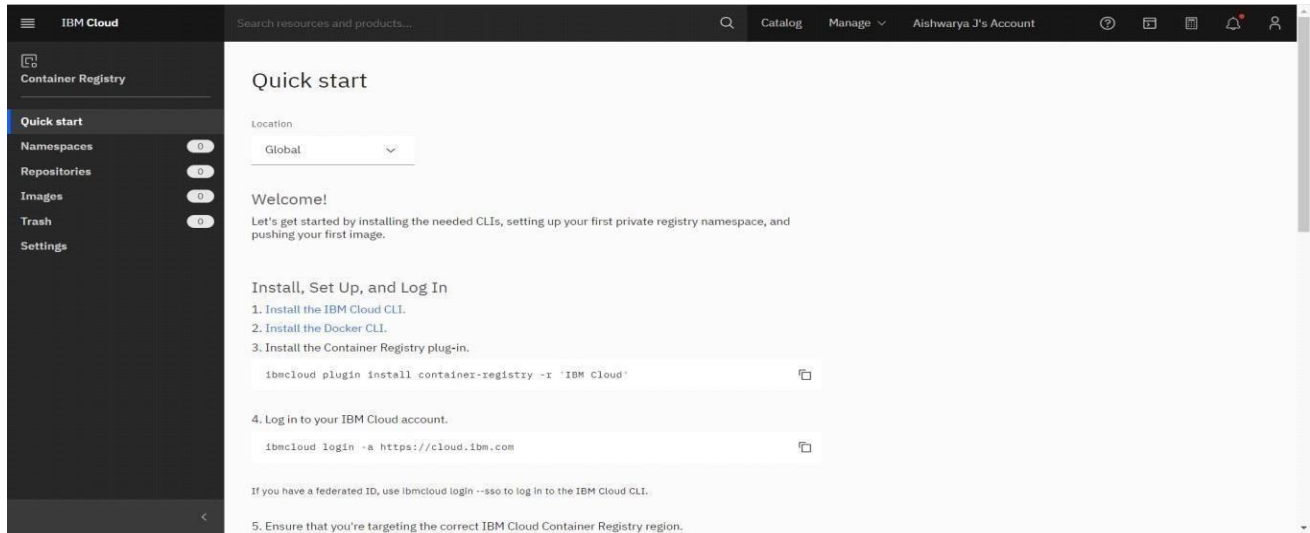 IBM Cloud
Search resources and products...
Catalog
Manage
Aishwarya J's Account
Container Registry
Quick start
Namespaces 0
Repositories 0
Images 0
Trash 0
Settings
Quick start
Location
Global
Welcome!
Let's get started by installing the needed CLIs, setting up your first private registry namespace, and
pushing your first image.
Install, Set Up, and Log In
1. Install the IBM Cloud CLI.
2. Install the Docker CLI.
3. Install the Container Registry plug-in.
ibmcloud plugin install container-registry -r 'IBM Cloud'
4. Log in to your IBM Cloud account.
ibmcloud login -a https://cloud.ibm.com
If you have a federated ID, use ibmcloud login --sso to log in to the IBM Cloud CLI.
5. Ensure that you're targeting the correct IBM Cloud Container Registry region.